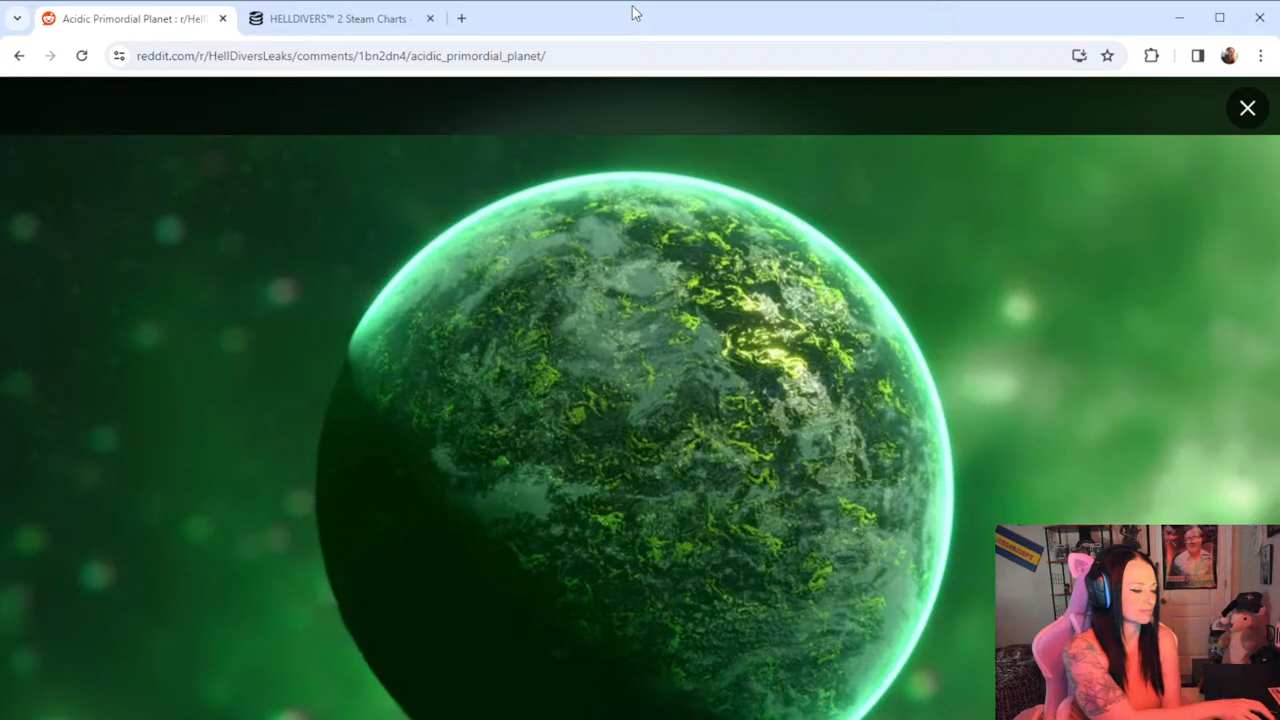 Acidic Primordial Planet : r/Hell
HELLDIVERS™ 2 Steam Charts
reddit.com/r/HellDiversLeaks/comments/1bn2dn4/acidic_primordial_planet/